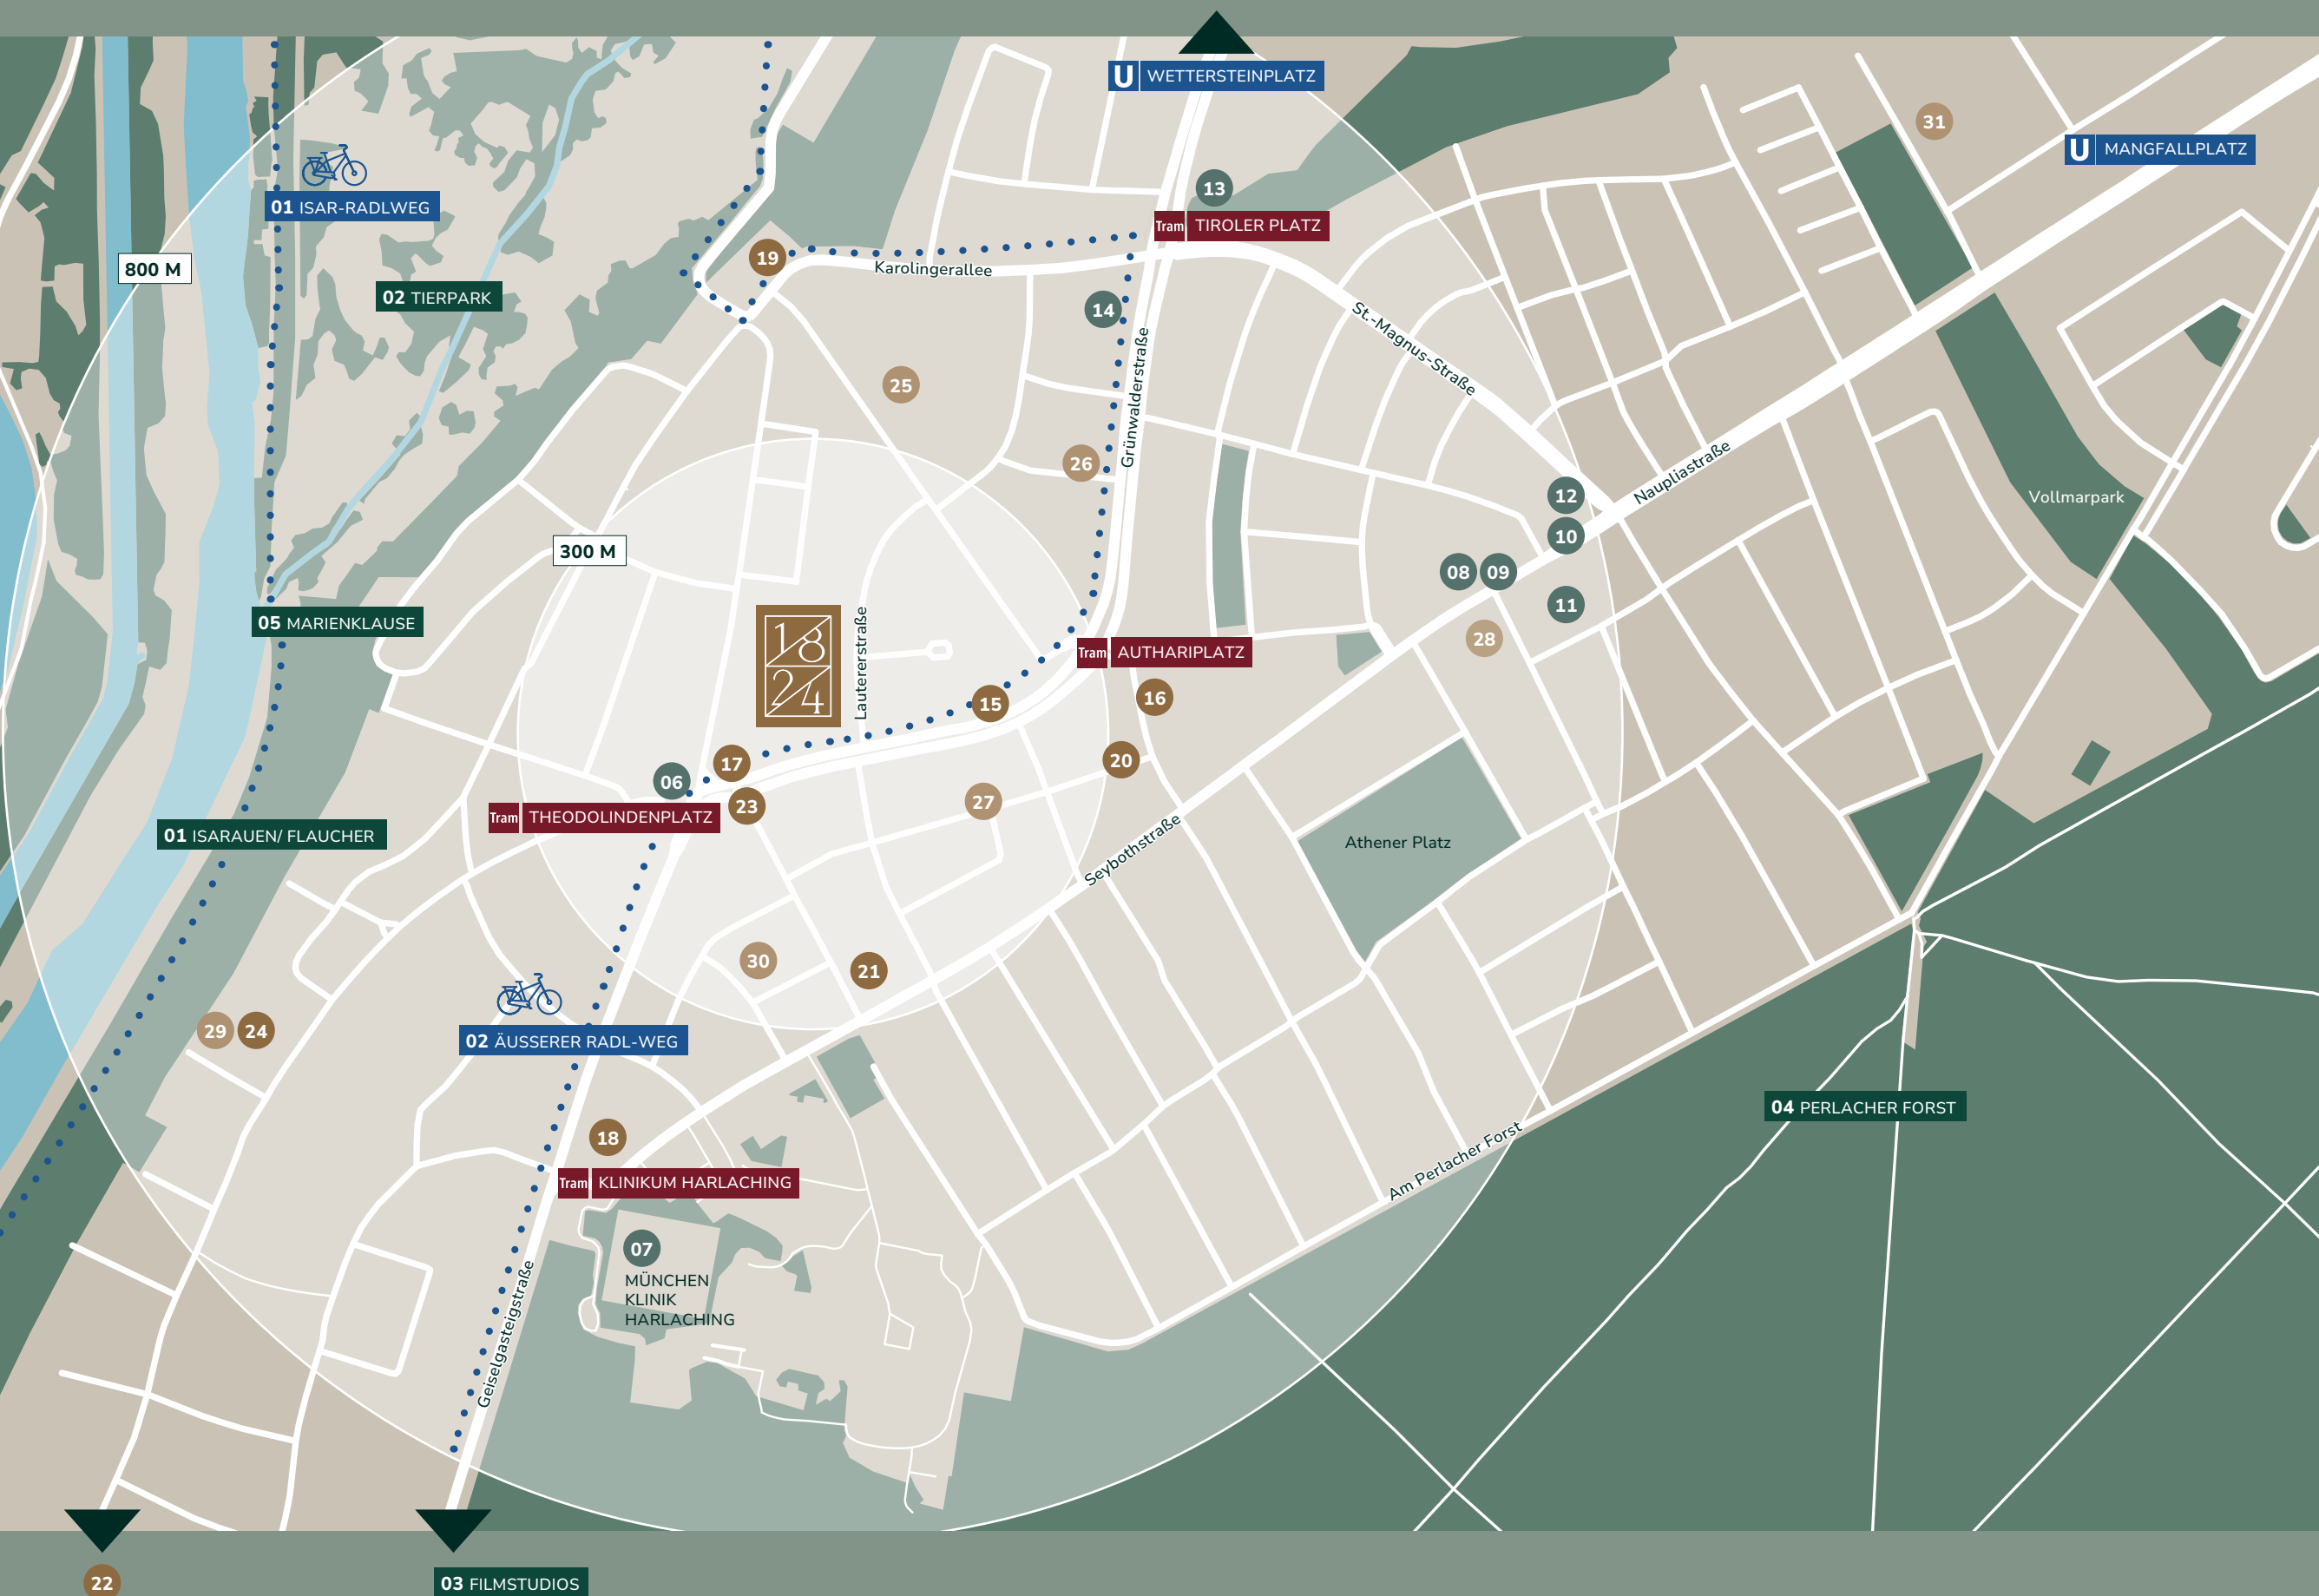 U WETTERSTEINPLATZ
31
U MANGFALLPLATZ
13
01 ISAR-RADLWEG
Tram TIROLER PLATZ
19
Karolingerallee
800 M
02 TIERPARK
14
St.-Magnus-Straße
Grünwalderstraße
25
26
Naupliastraße
12
Vollmarpark
10
300 M
08
09
11
05 MARIENKLAUSE
18
24
Lautererstraße
28
Tram AUTHARIPLATZ
16
15
17
20
06
23
27
Tram THEODOLINDENPLATZ
01 ISARAUEN/ FLAUCHER
Seybothstraße
Athener Platz
30
21
29
24
02 ÄUSSERER RADL-WEG
04 PERLACHER FORST
18
Am Perlacher Forst
Tram KLINIKUM HARLACHING
07
MÜNCHEN
KLINIK
HARLACHING
Geiselgasteigstraße
22
03 FILMSTUDIOS